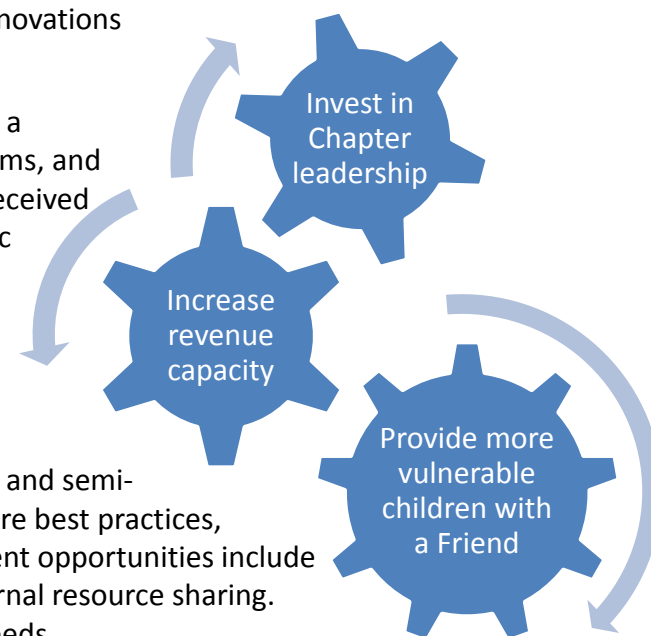 novations
a
ms, and
eceived
c
Invest in
Chapter
leadership
Increase
revenue
capacity
Provide more
vulnerable
children with
a Friend
and semi-
re best practices,
ent opportunities include
rnal resource sharing.
eeds